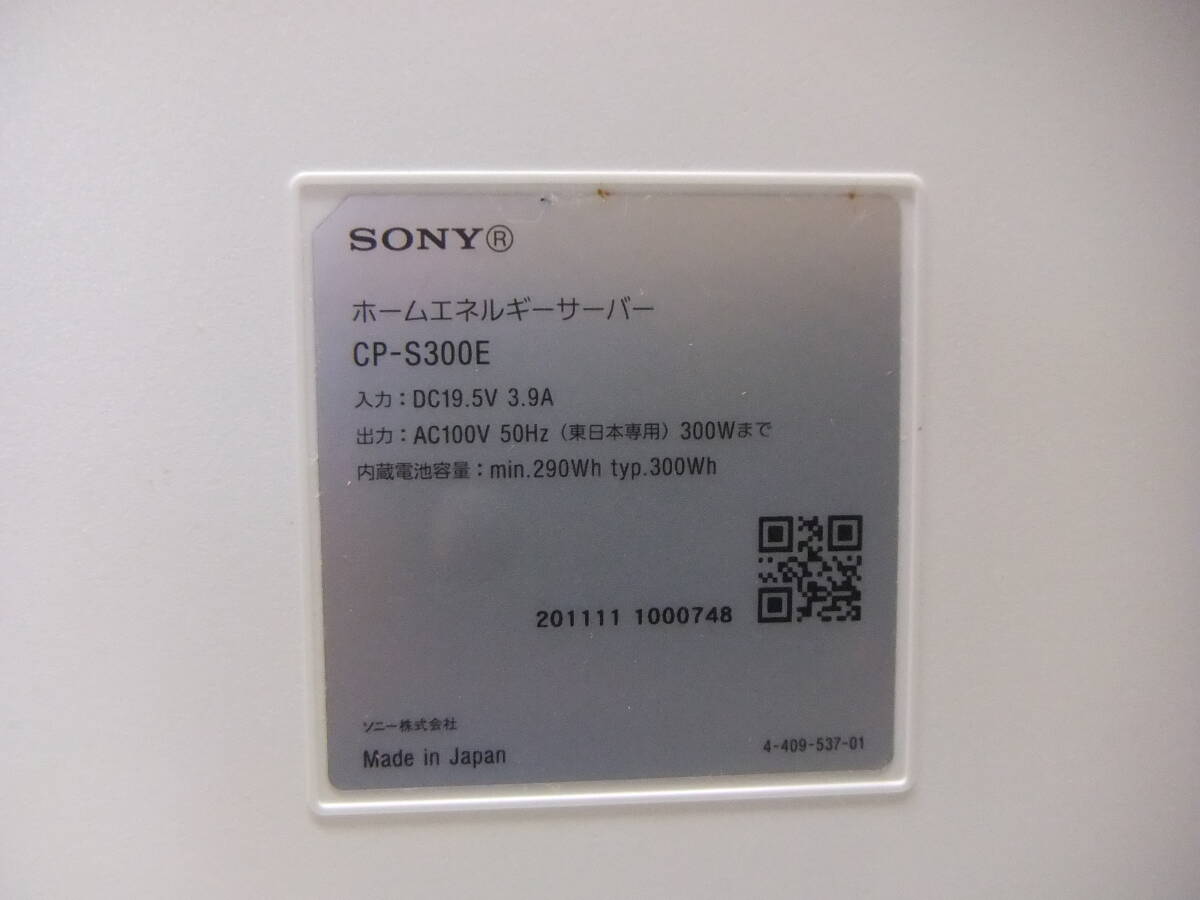 SONY®
ホームエネルギーサーバー
CP-S300E
入力：DC19.5V 3.9A
出力：AC100V 50Hz（東日本専用）300Wまで
内蔵電池容量：min.290Wh typ.300Wh
201111 1000748
ソニー株式会社
Made in Japan
4-409-537-01